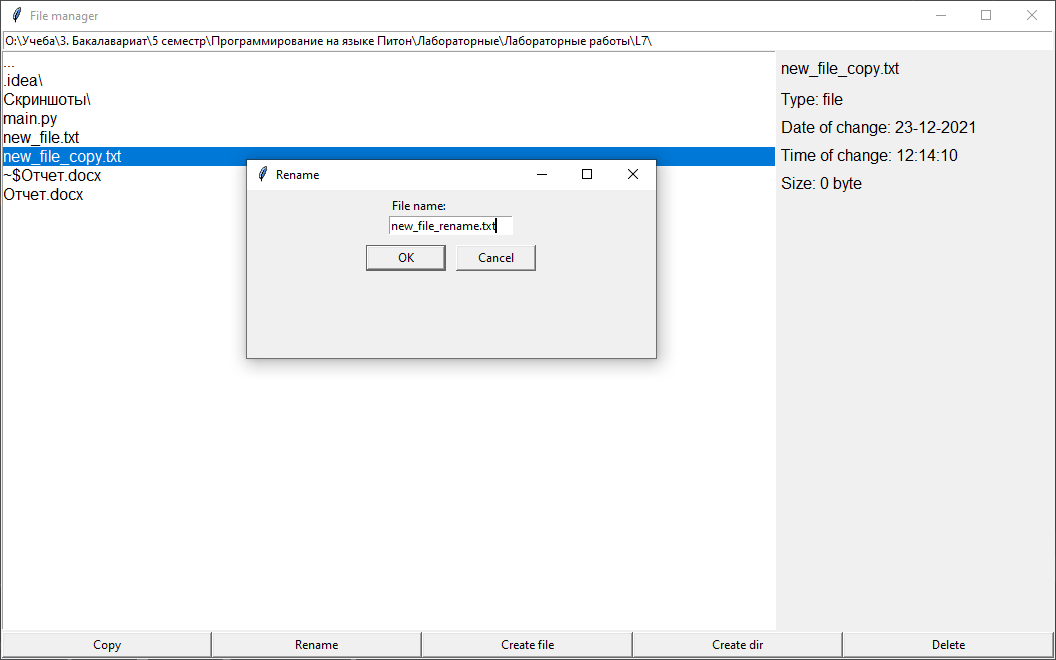 File manager
O:\Учеба\3. Бакалавариат\5 семестр\Программирование на языке Питон\Лабораторные\Лабораторные работы\L7\
...
.idea\
Скриншоты\
main.py
new_file.txt
new_file_copy.txt
~$Отчет.docx
Отчет.docx
Rename
File name:
new_file_rename.txt
OK Cancel
new_file_copy.txt
Type: file
Date of change: 23-12-2021
Time of change: 12:14:10
Size: 0 byte
Copy Rename Create file Create dir Delete